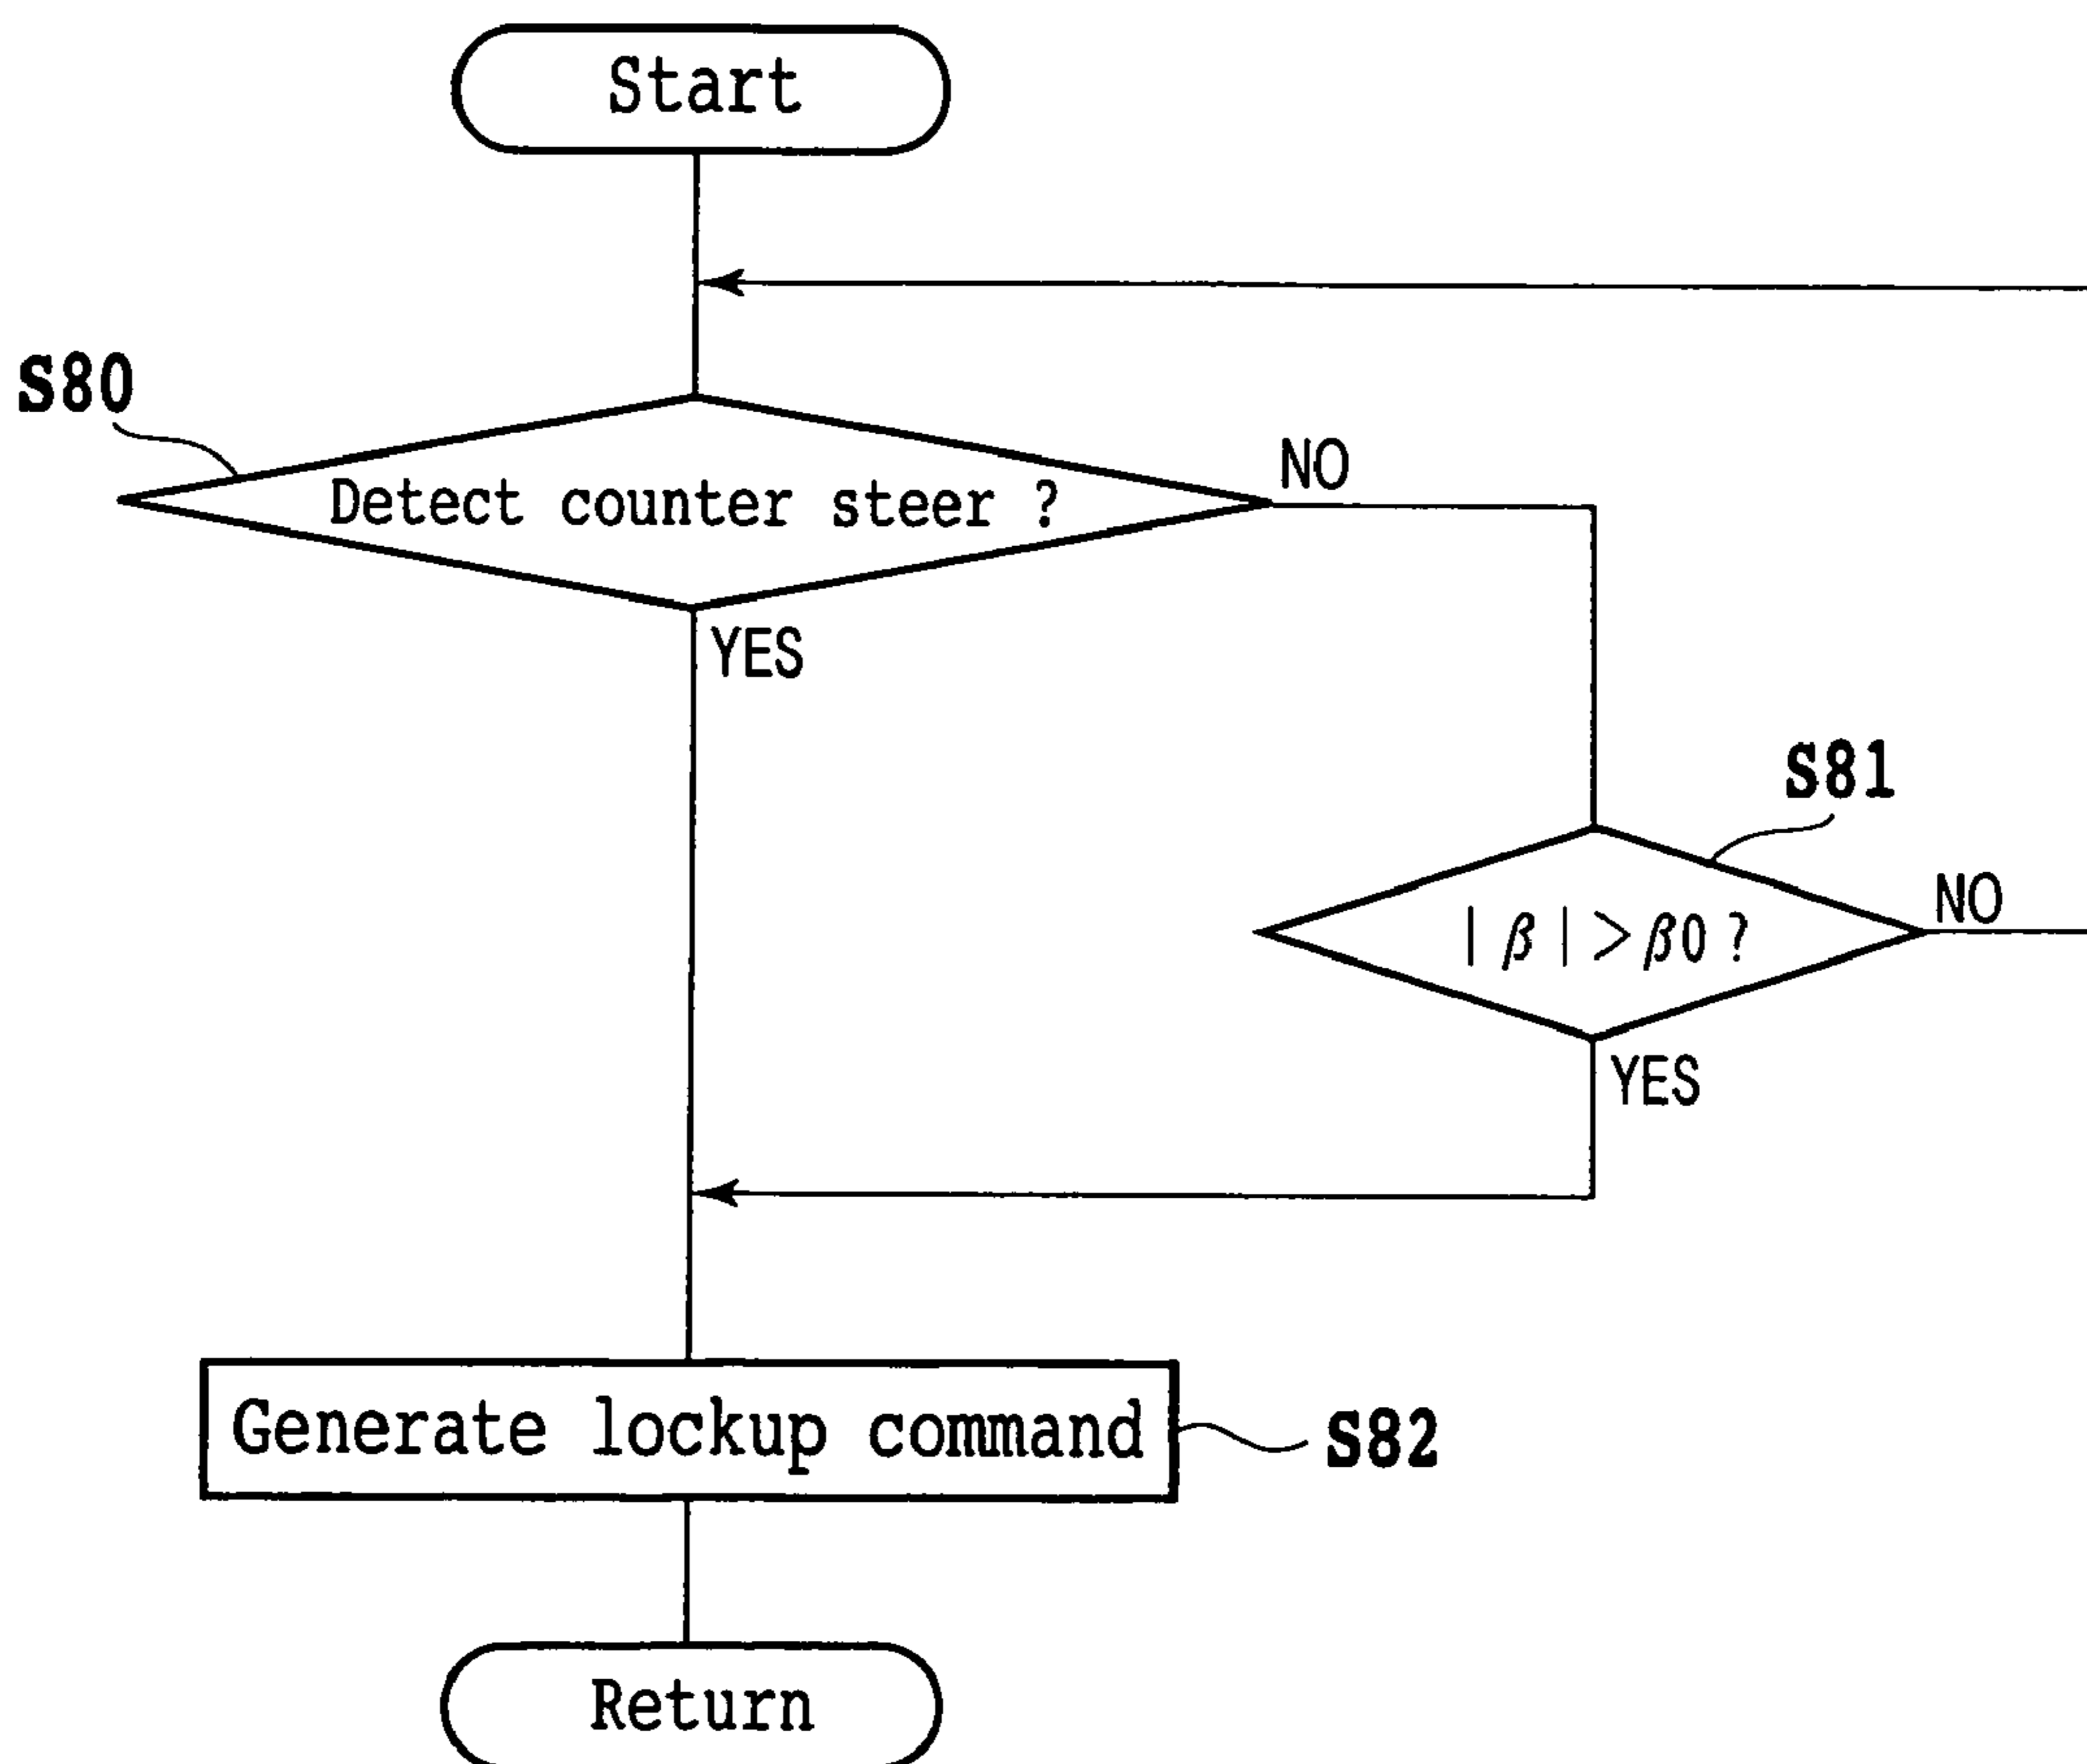 Start
S80
Detect counter steer ?
NO
YES
S81
|β|>β0?
NO
YES
Generate lockup command
S82
Return